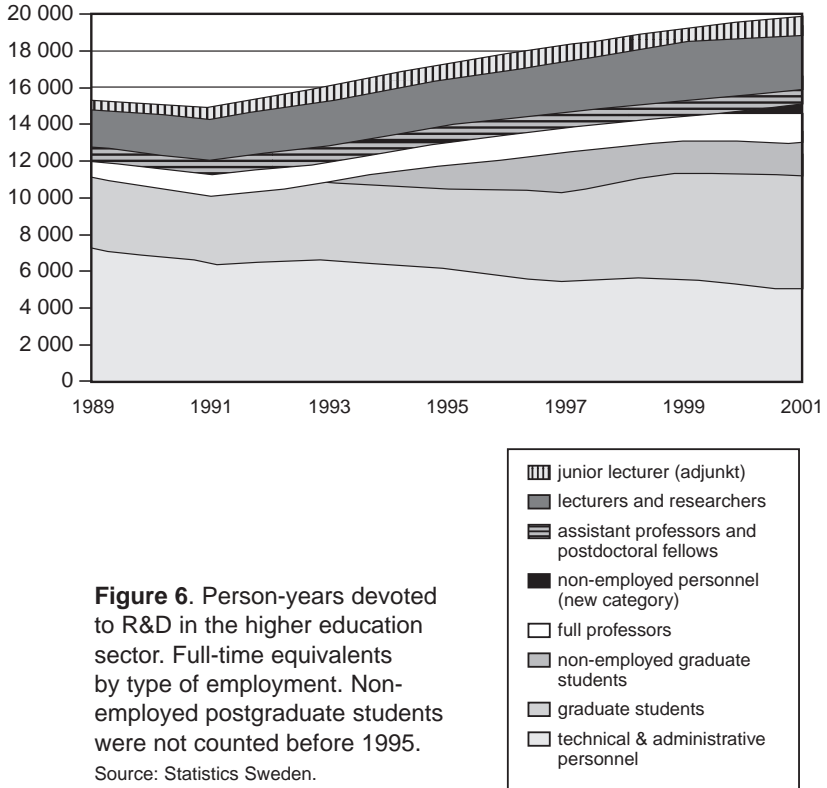 20 000
18 000
16 000
14 000
12 000
10 000
8 000
6 000
4 000
2 000
0
1989 1991 1993 1995 1997 1999 2001
junior lecturer (adjunkt)
lecturers and researchers
assistant professors and
postdoctoral fellows
non-employed personnel
(new category)
full professors
non-employed graduate
students
graduate students
technical & administrative
personnel
Figure 6. Person-years devoted
to R&D in the higher education
sector. Full-time equivalents
by type of employment. Non-
employed postgraduate students
were not counted before 1995.
Source: Statistics Sweden.